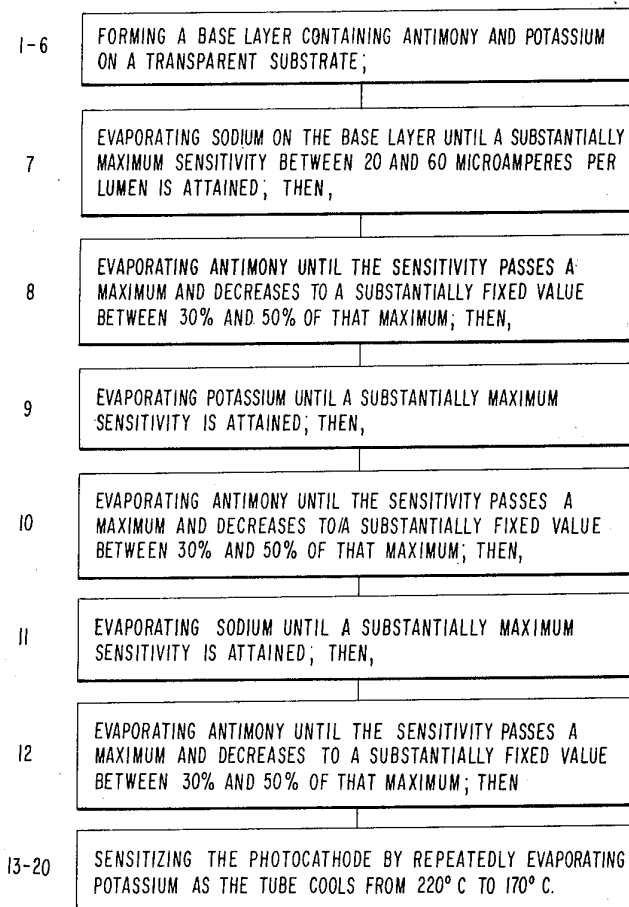 1-6
FORMING A BASE LAYER CONTAINING ANTIMONY AND POTASSIUM
ON A TRANSPARENT SUBSTRATE;
7
EVAPORATING SODIUM ON THE BASE LAYER UNTIL A SUBSTANTIALLY
MAXIMUM SENSITIVITY BETWEEN 20 AND 60 MICROAMPERES PER
LUMEN IS ATTAINED; THEN,
8
EVAPORATING ANTIMONY UNTIL THE SENSITIVITY PASSES A
MAXIMUM AND DECREASES TO A SUBSTANTIALLY FIXED VALUE
BETWEEN 30% AND 50% OF THAT MAXIMUM; THEN,
9
EVAPORATING POTASSIUM UNTIL A SUBSTANTIALLY MAXIMUM
SENSITIVITY IS ATTAINED; THEN,
10
EVAPORATING ANTIMONY UNTIL THE SENSITIVITY PASSES A
MAXIMUM AND DECREASES TO A SUBSTANTIALLY FIXED VALUE
BETWEEN 30% AND 50% OF THAT MAXIMUM; THEN,
11
EVAPORATING SODIUM UNTIL A SUBSTANTIALLY MAXIMUM
SENSITIVITY IS ATTAINED; THEN,
12
EVAPORATING ANTIMONY UNTIL THE SENSITIVITY PASSES A
MAXIMUM AND DECREASES TO A SUBSTANTIALLY FIXED VALUE
BETWEEN 30% AND 50% OF THAT MAXIMUM; THEN
13-20
SENSITIZING THE PHOTOCATHODE BY REPEATEDLY EVAPORATING
POTASSIUM AS THE TUBE COOLS FROM 220° C TO 170° C.